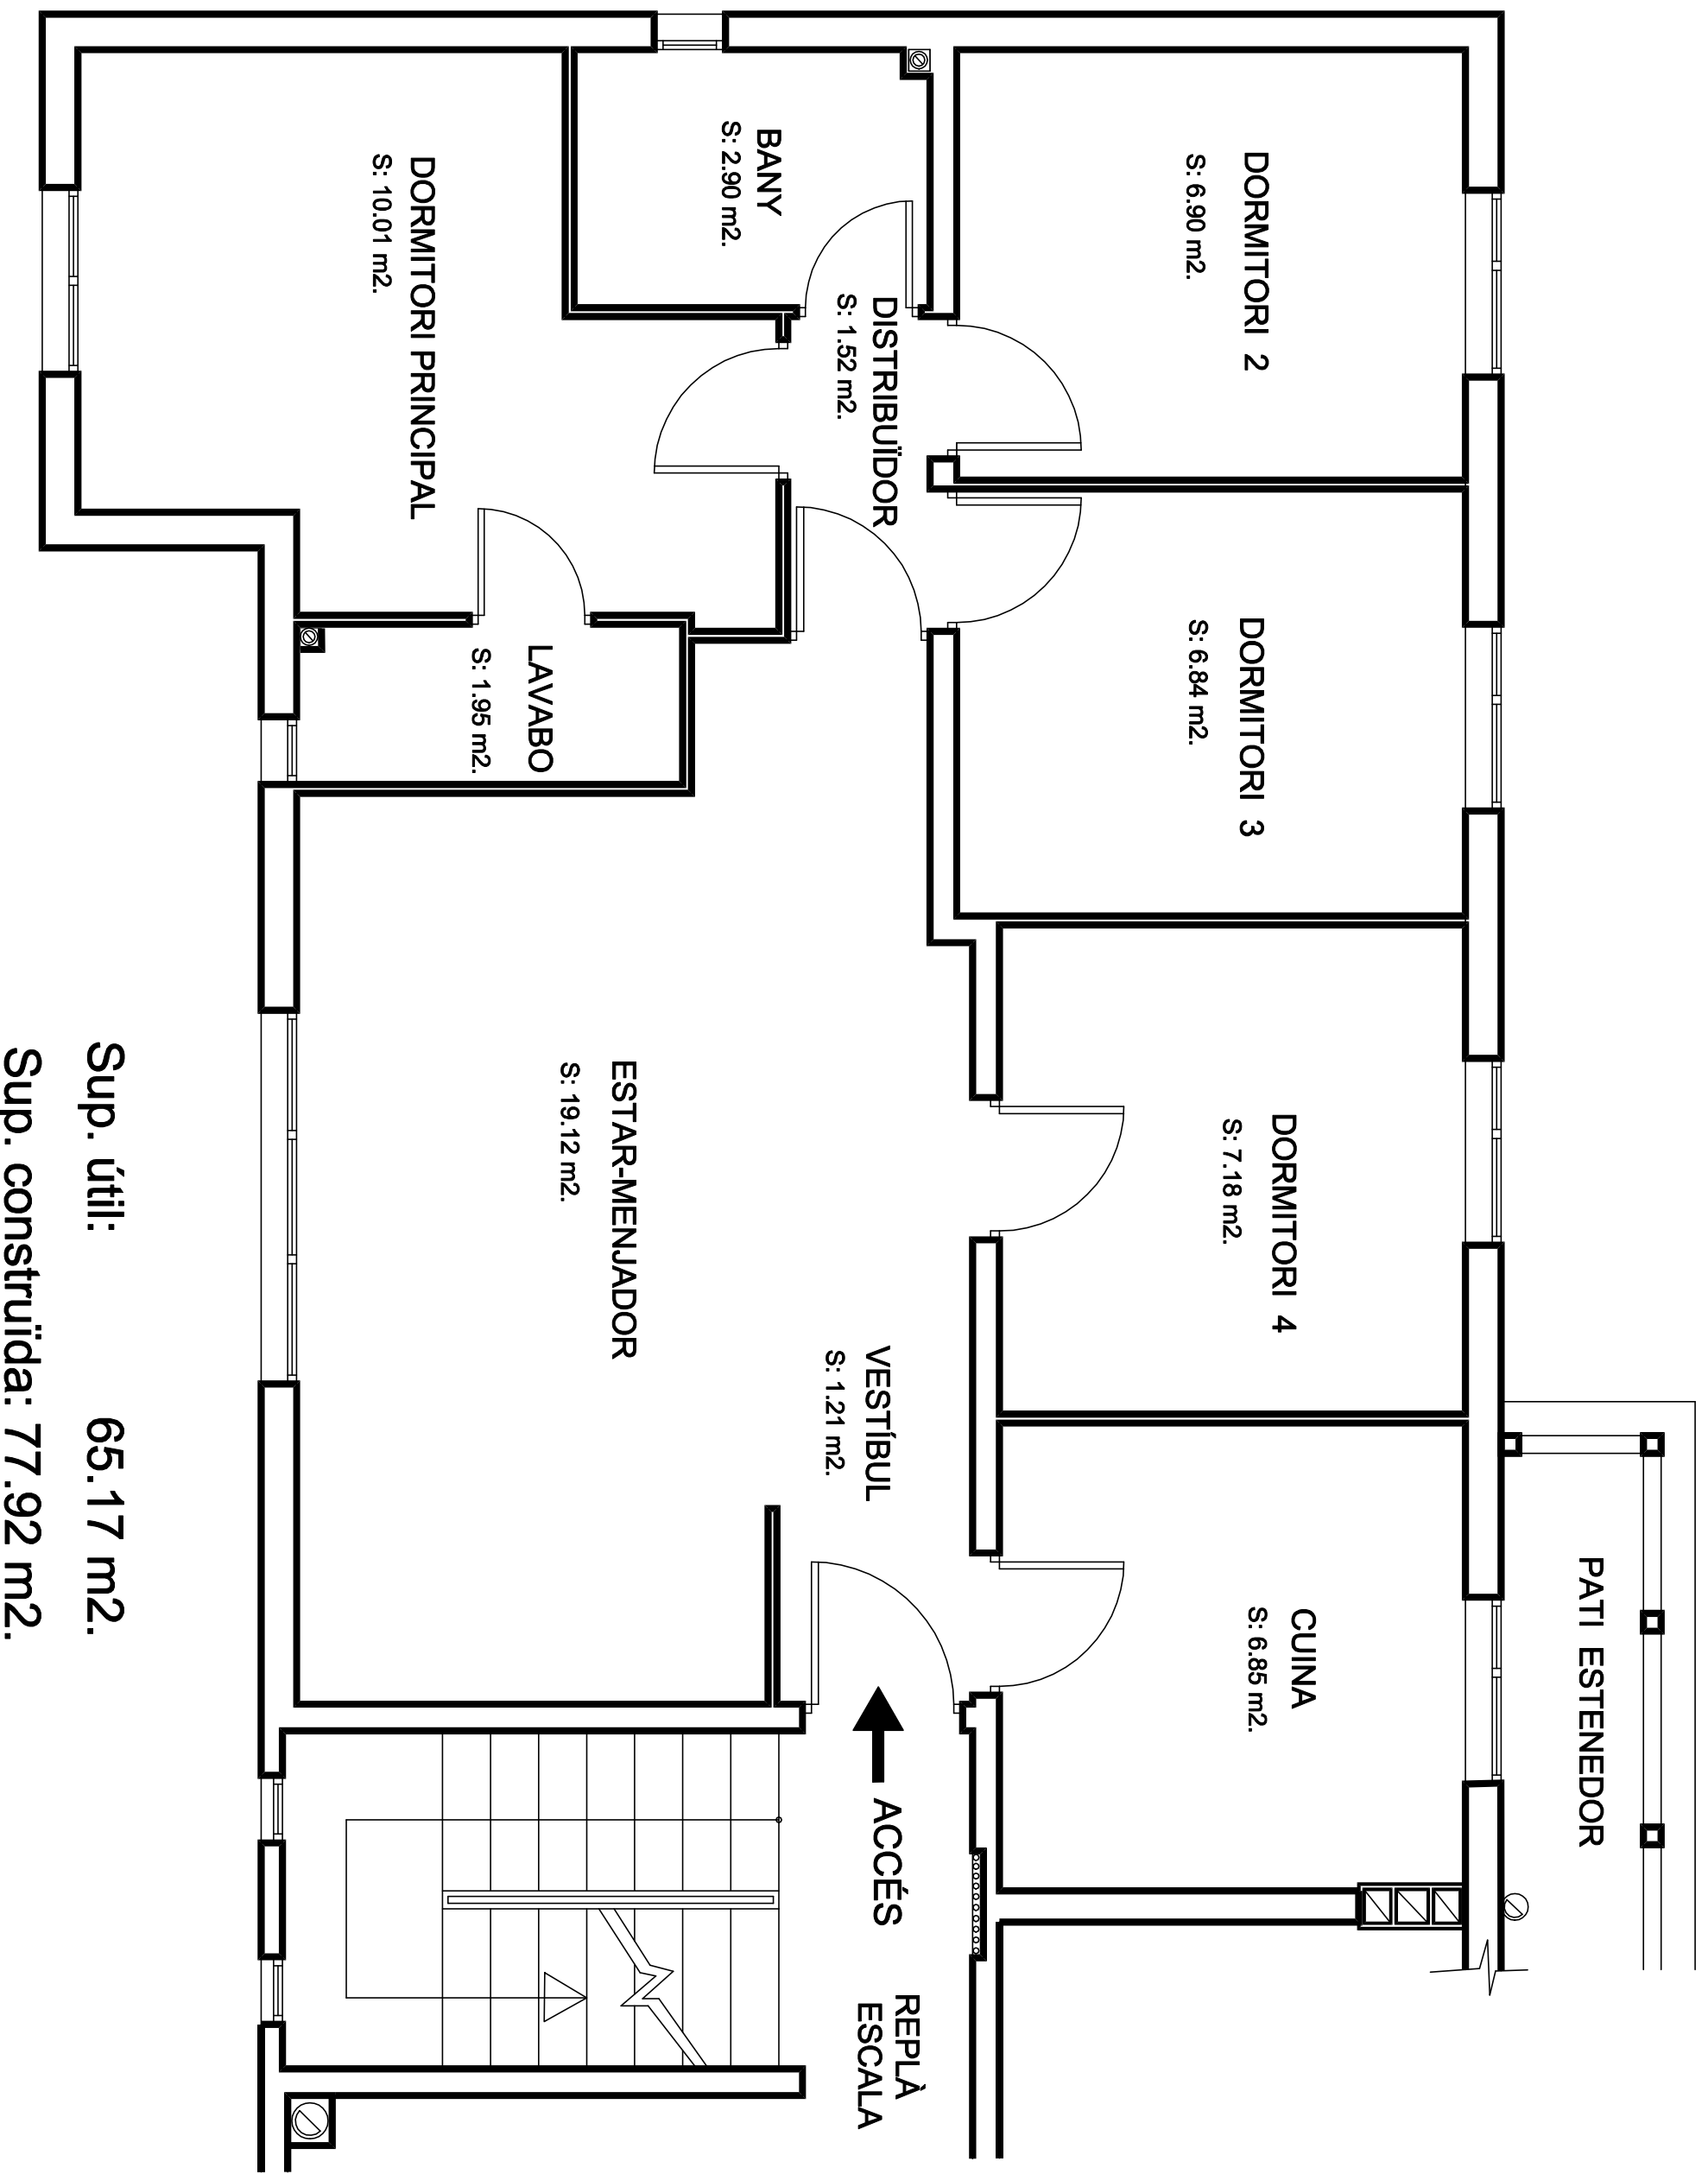 DORMITORI 2
S: 6.90 m2.
DORMITORI 3
S: 6.84 m2.
DORMITORI 4
S: 7.18 m2.
CUINA
S: 6.85 m2.
PATI ESTENEDOR
BANY
S: 2.90 m2.
DISTRIBUÏDOR
S: 1.52 m2.
VESTÍBUL
S: 1.21 m2.
ACCÉS
REPLÀ
ESCALA
DORMITORI PRINCIPAL
S: 10.01 m2.
LAVABO
S: 1.95 m2.
ESTAR-MENJADOR
S: 19.12 m2.
Sup. útil: 65.17 m2.
Sup. construïda: 77.92 m2.